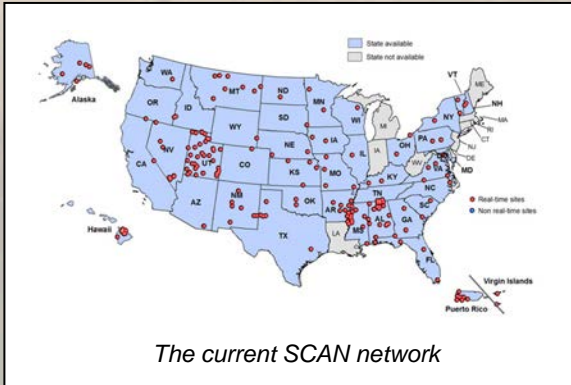 State available
State not available
WA
MT
ND
MN
VT
ME
Alaska
OR
ID
WY
SD
WI
MI
NY
NH
MA
RI
CT
NV
UT
CO
NE
IA
IL
IN
OH
PA
NJ
DE
MD
WV
VA
CA
KS
MO
KY
AZ
NM
OK
AR
TN
NC
SC
TX
LA
MS
AL
GA
FL
Hawaii
Real-time sites
Non real-time sites
Virgin Islands
Puerto Rico
The current SCAN network